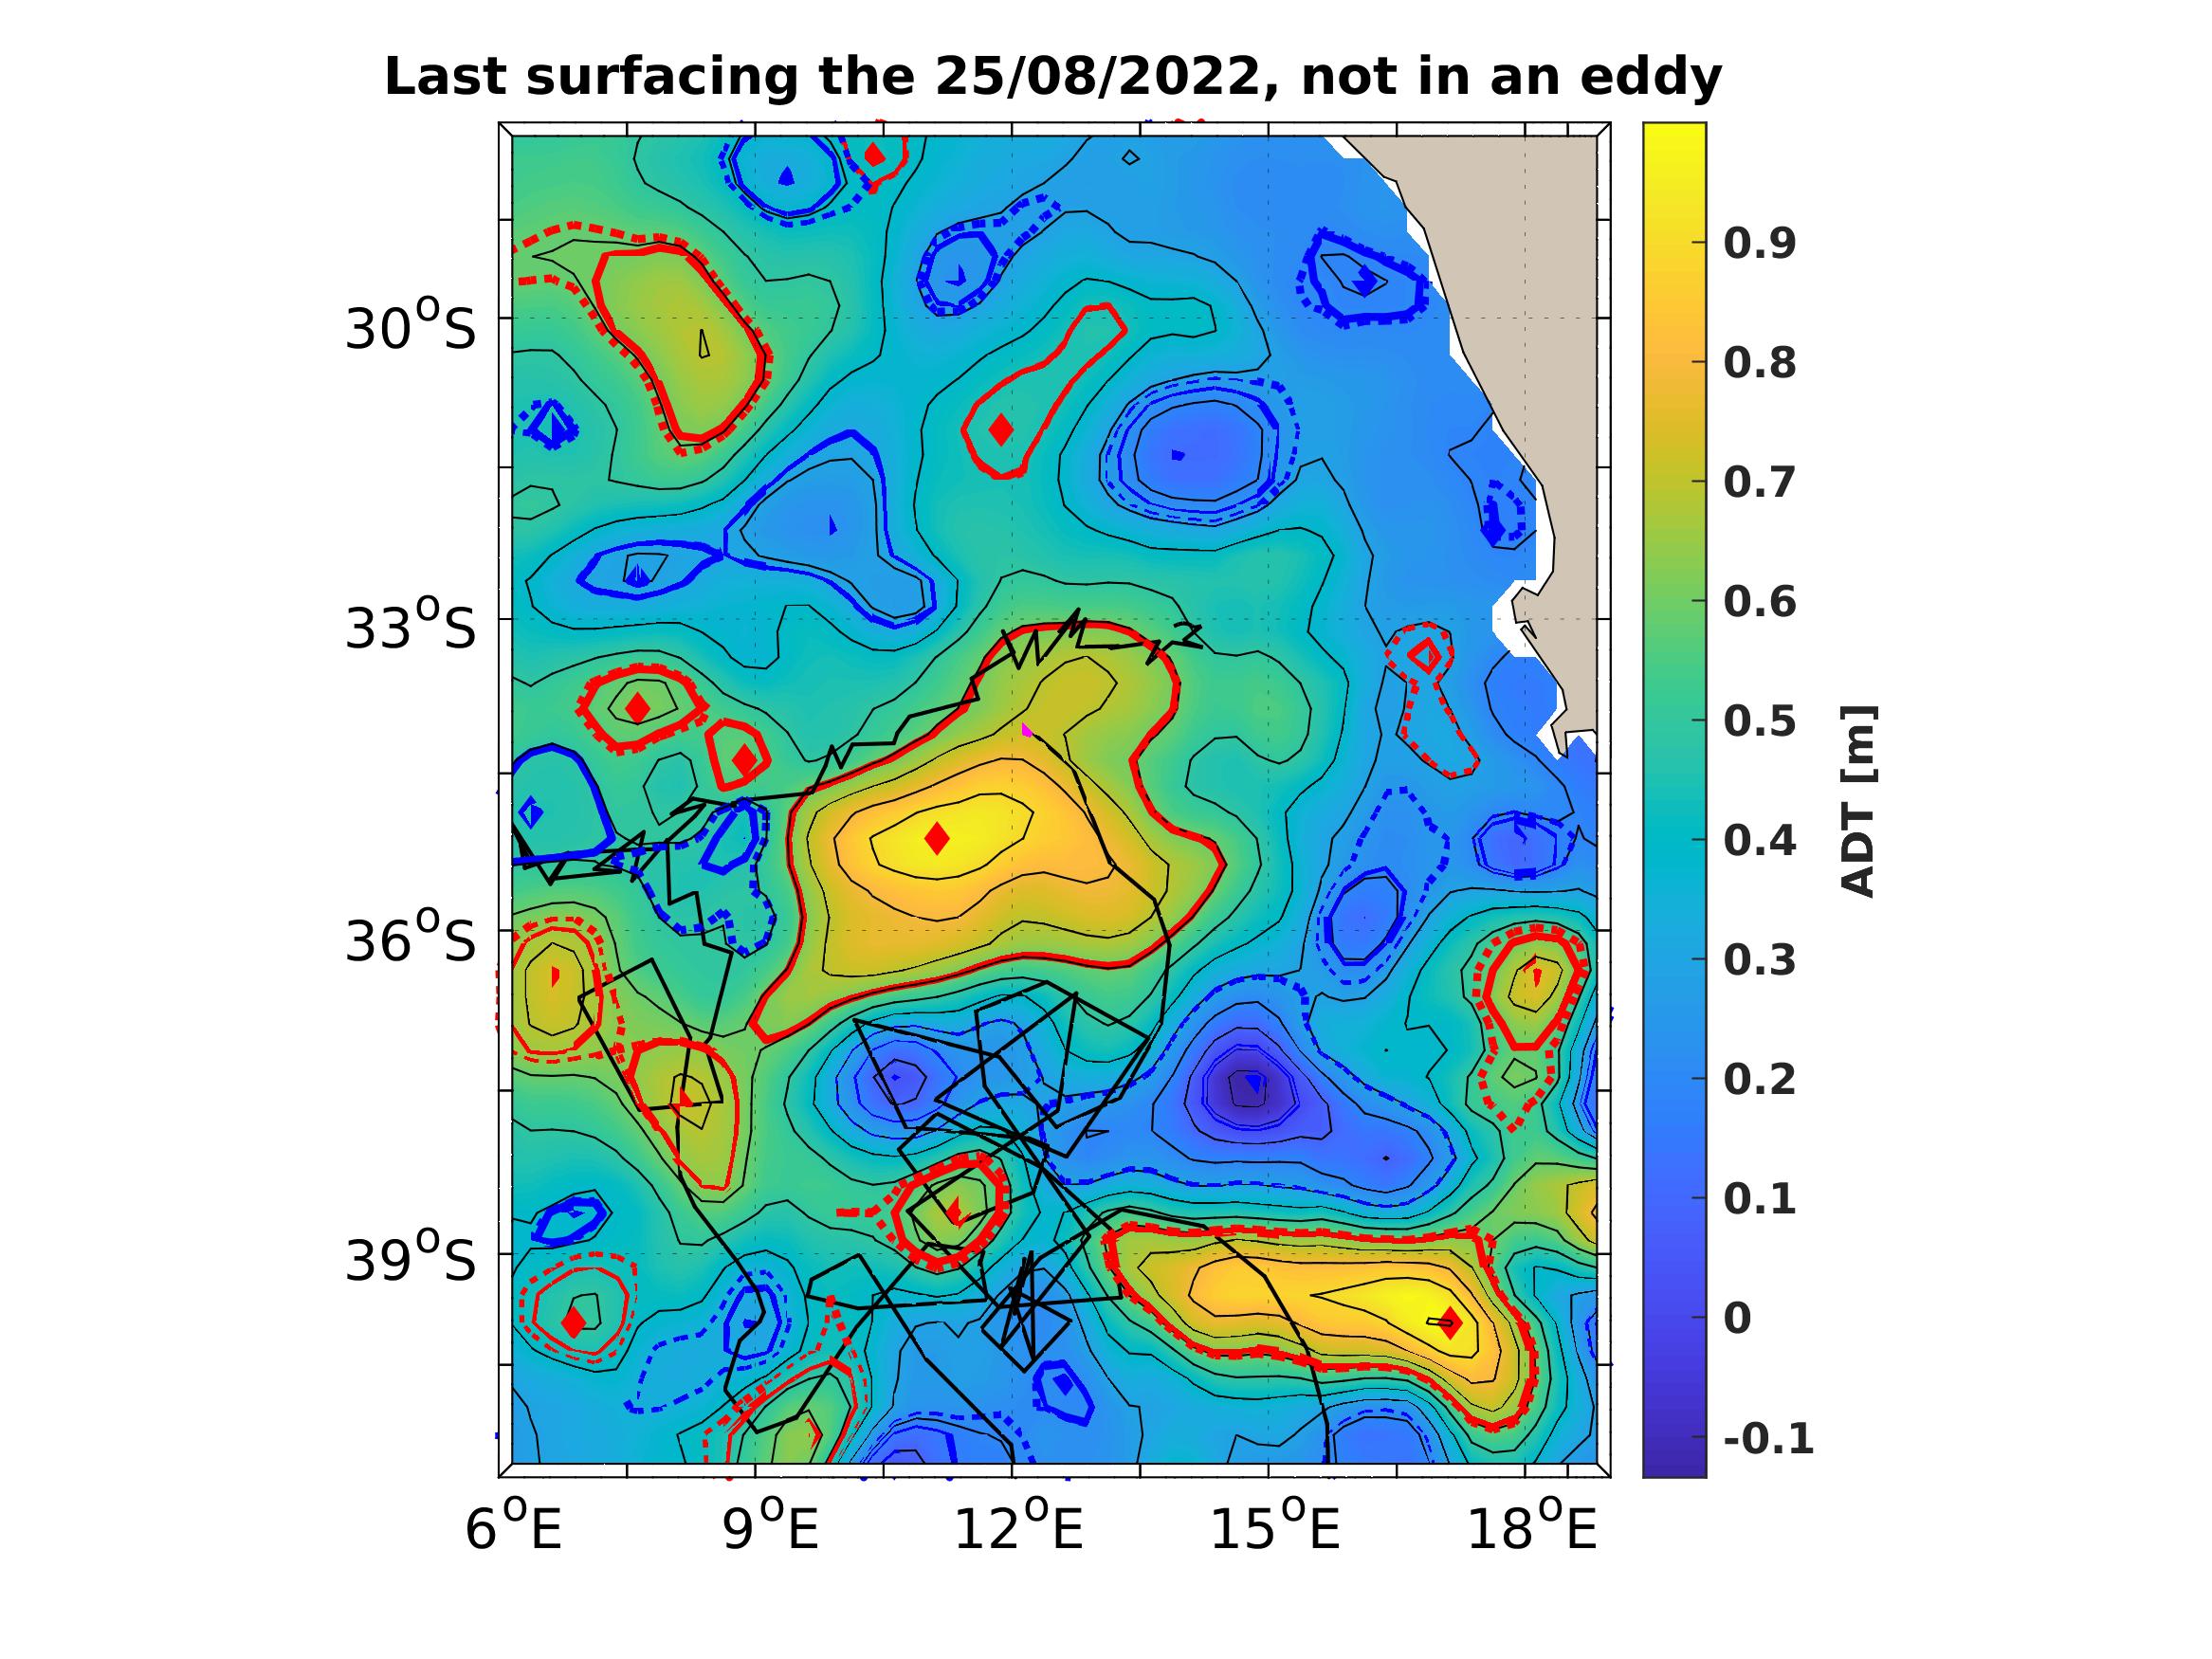 Last surfacing the 25/08/2022, not in an eddy
30°S
33°S
36°S
39°S
6°E
9°E
12°E
15°E
18°E
0.9
0.8
0.7
0.6
0.5
0.4
0.3
0.2
0.1
0
-0.1
ADT [m]